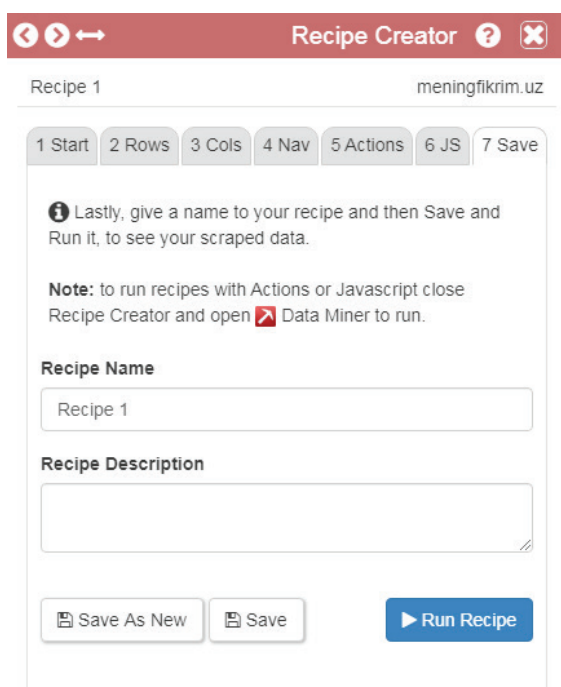 Recipe Creator
Recipe 1 meningfikrim.uz
1 Start 2 Rows 3 Cols 4 Nav 5 Actions 6 JS 7 Save
Lastly, give a name to your recipe and then Save and
Run it, to see your scraped data.
Note: to run recipes with Actions or Javascript close
Recipe Creator and open Data Miner to run.
Recipe Name
Recipe 1
Recipe Description
Save As New Save Run Recipe